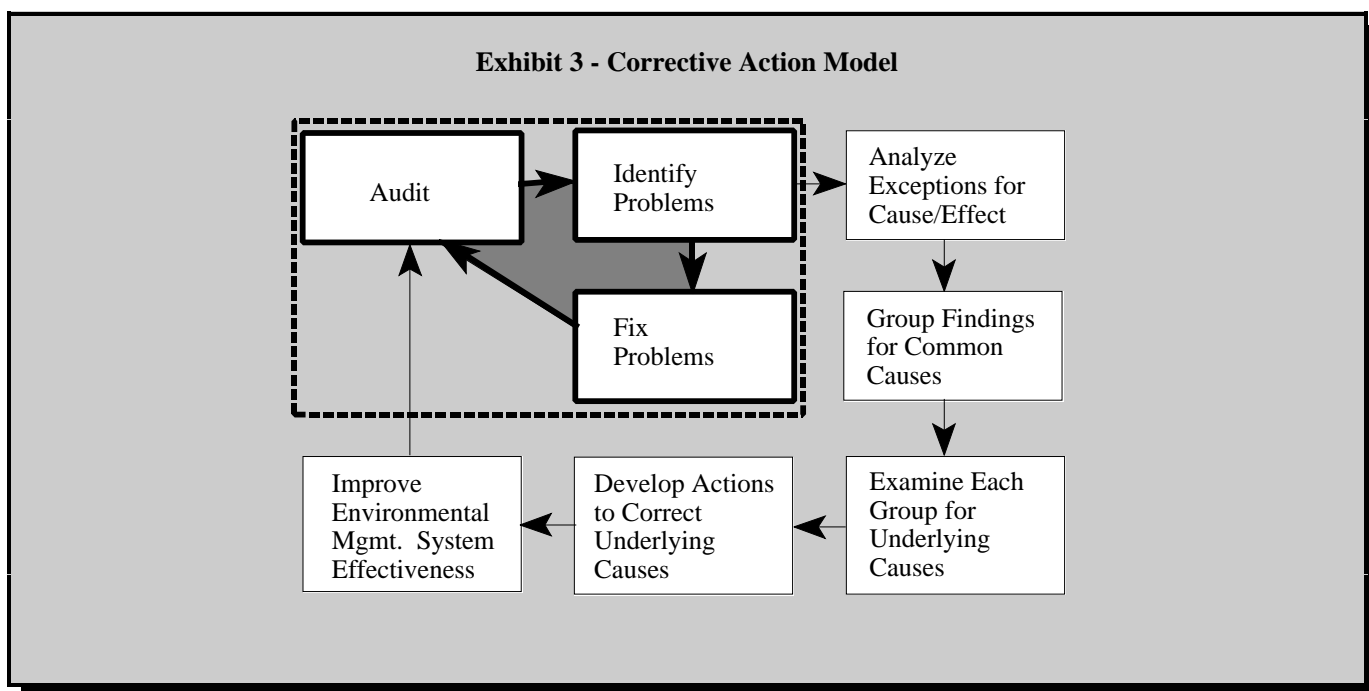 Exhibit 3 - Corrective Action Model
Audit
Identify
Problems
Fix
Problems
Analyze
Exceptions for
Cause/Effect
Group Findings
for Common
Causes
Examine Each
Group for
Underlying
Causes
Develop Actions
to Correct
Underlying
Causes
Improve
Environmental
Mgmt. System
Effectiveness